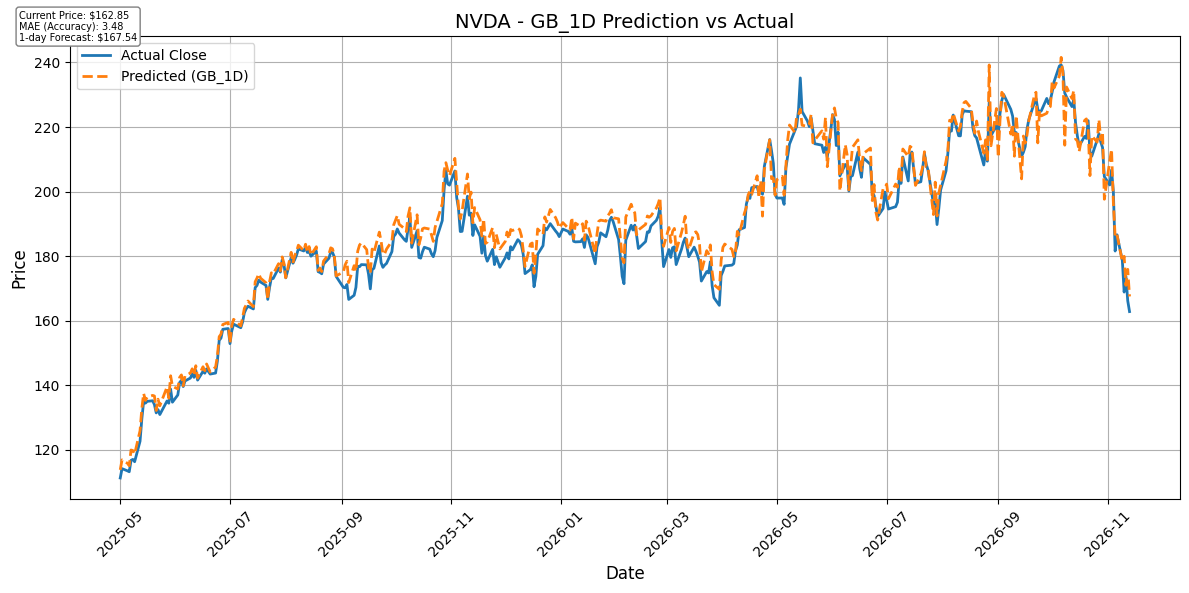 NVDA - GB_1D Prediction vs Actual
Current Price: $162.85
MAE (Accuracy): 3.48
1-day Forecast: $167.54
Actual Close
Predicted (GB_1D)
Price
240
220
200
180
160
140
120
2025-05
2025-07
2025-09
2025-11
2026-01
2026-03
2026-05
2026-07
2026-09
2026-11
Date